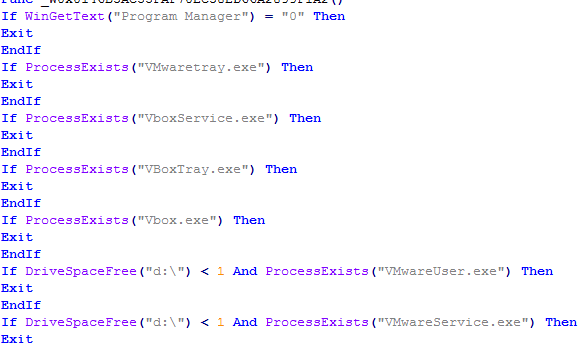 If WinGetText("Program Manager") = "0" Then
Exit
EndIf
If ProcessExists("VMwaretray.exe") Then
Exit
EndIf
If ProcessExists("VboxService.exe") Then
Exit
EndIf
If ProcessExists("VBoxTray.exe") Then
Exit
EndIf
If ProcessExists("Vbox.exe") Then
Exit
EndIf
If DriveSpaceFree("d:\") < 1 And ProcessExists("VMwareUser.exe") Then
Exit
EndIf
If DriveSpaceFree("d:\") < 1 And ProcessExists("VMwareService.exe") Then
Exit